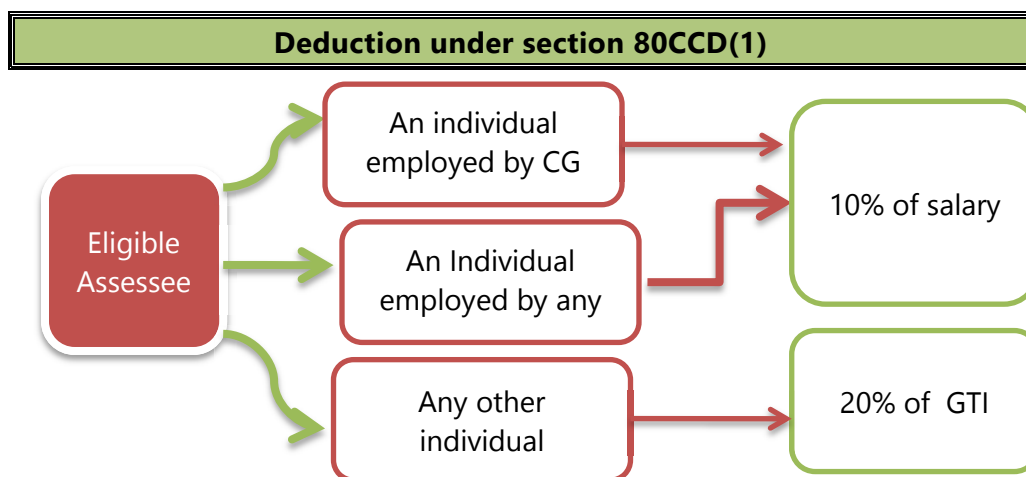 Deduction under section 80CCD(1)
An individual
employed by CG
10% of salary
Eligible
Assessee
An Individual
employed by any
Any other
individual
20% of GTI